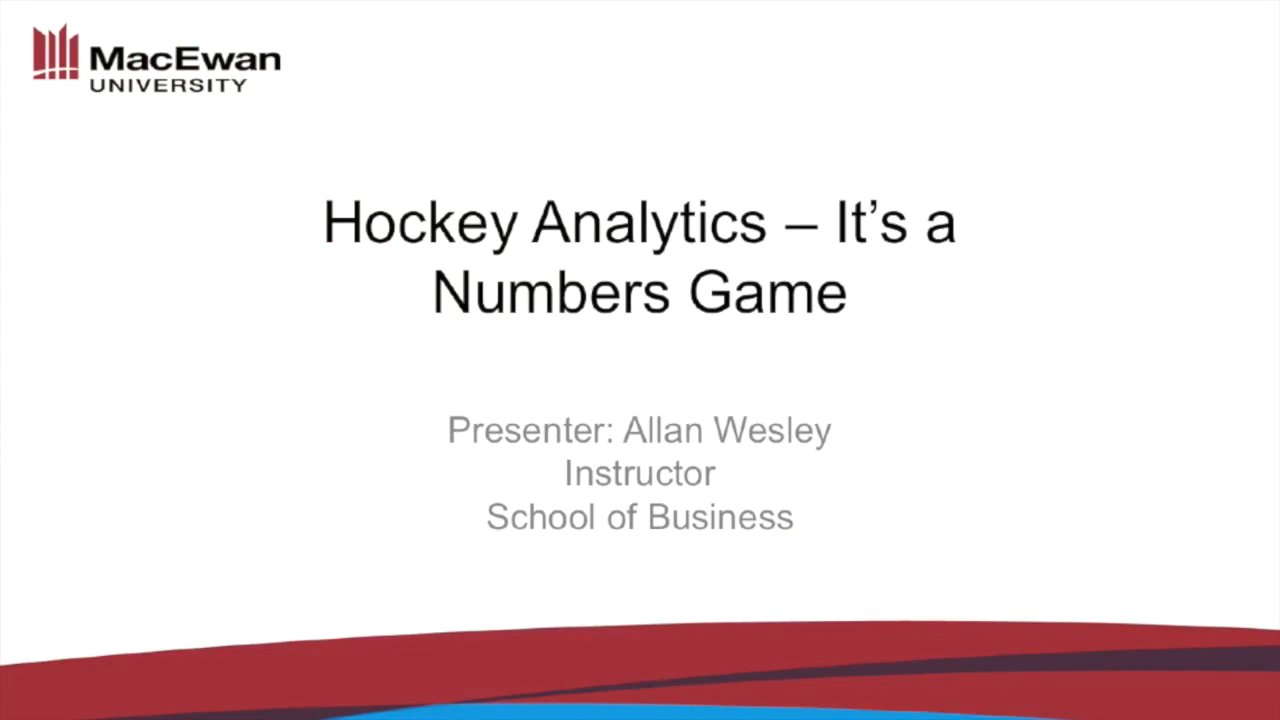 MacEwan
UNIVERSITY
Hockey Analytics – It’s a
Numbers Game
Presenter: Allan Wesley
Instructor
School of Business